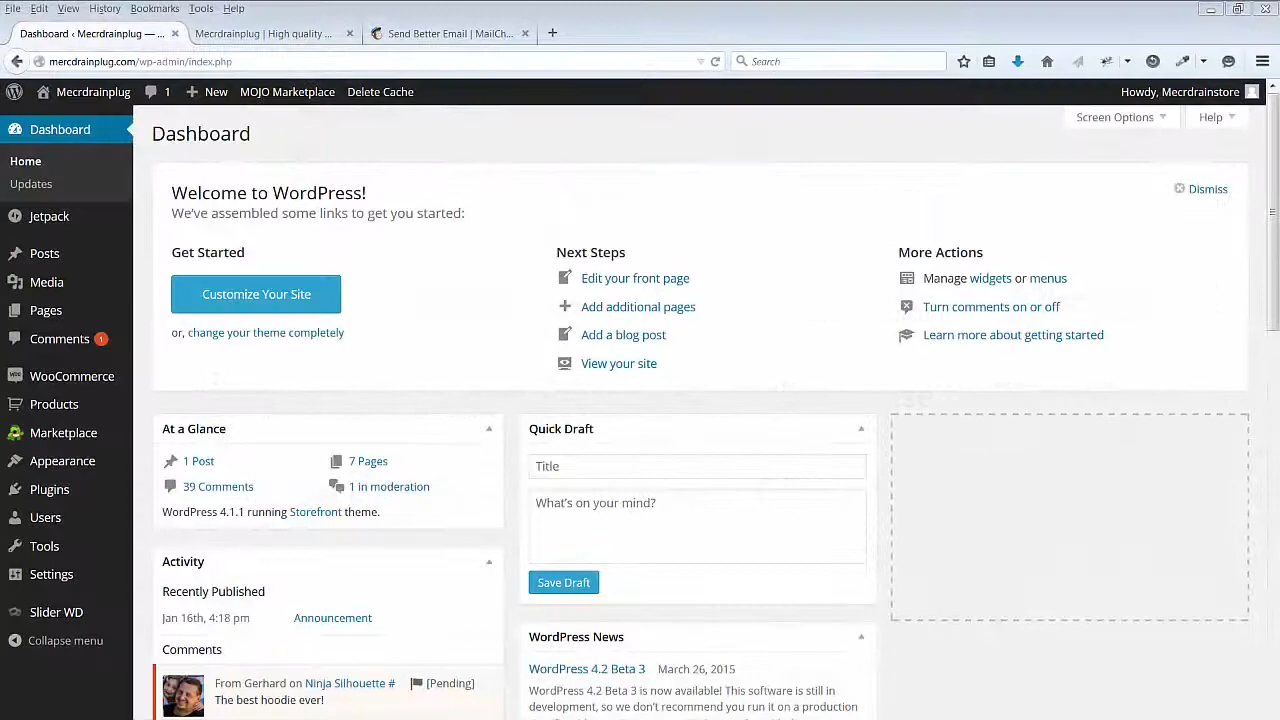 File Edit View History Bookmarks Tools Help
Dashboard ‹ Mecrdrainplug — ... × Mecrdrainplug | High quality ... × Send Better Email | MailCh... × +
mercdrainplug.com/wp-admin/index.php Search
Mecrdrainplug 1 + New MOJO Marketplace Delete Cache Howdy, Mecrdrainstore
Screen Options Help
Dashboard
Home
Updates
Jetpack
Posts
Media
Pages
Comments 1
WooCommerce
Products
Marketplace
Appearance
Plugins
Users
Tools
Settings
Slider WD
Collapse menu
Dashboard
Welcome to WordPress!
Dismiss
We've assembled some links to get you started:
Get Started
Customize Your Site
or, change your theme completely
Next Steps
Edit your front page
Add additional pages
Add a blog post
View your site
More Actions
Manage widgets or menus
Turn comments on or off
Learn more about getting started
At a Glance
1 Post 7 Pages
39 Comments 1 in moderation
WordPress 4.1.1 running Storefront theme.
Activity
Recently Published
Jan 16th, 4:18 pm Announcement
Comments
From Gerhard on Ninja Silhouette # [Pending]
The best hoodie ever!
Quick Draft
Title
What's on your mind?
Save Draft
WordPress News
WordPress 4.2 Beta 3 March 26, 2015
WordPress 4.2 Beta 3 is now available! This software is still in
development, so we don't recommend you run it on a production